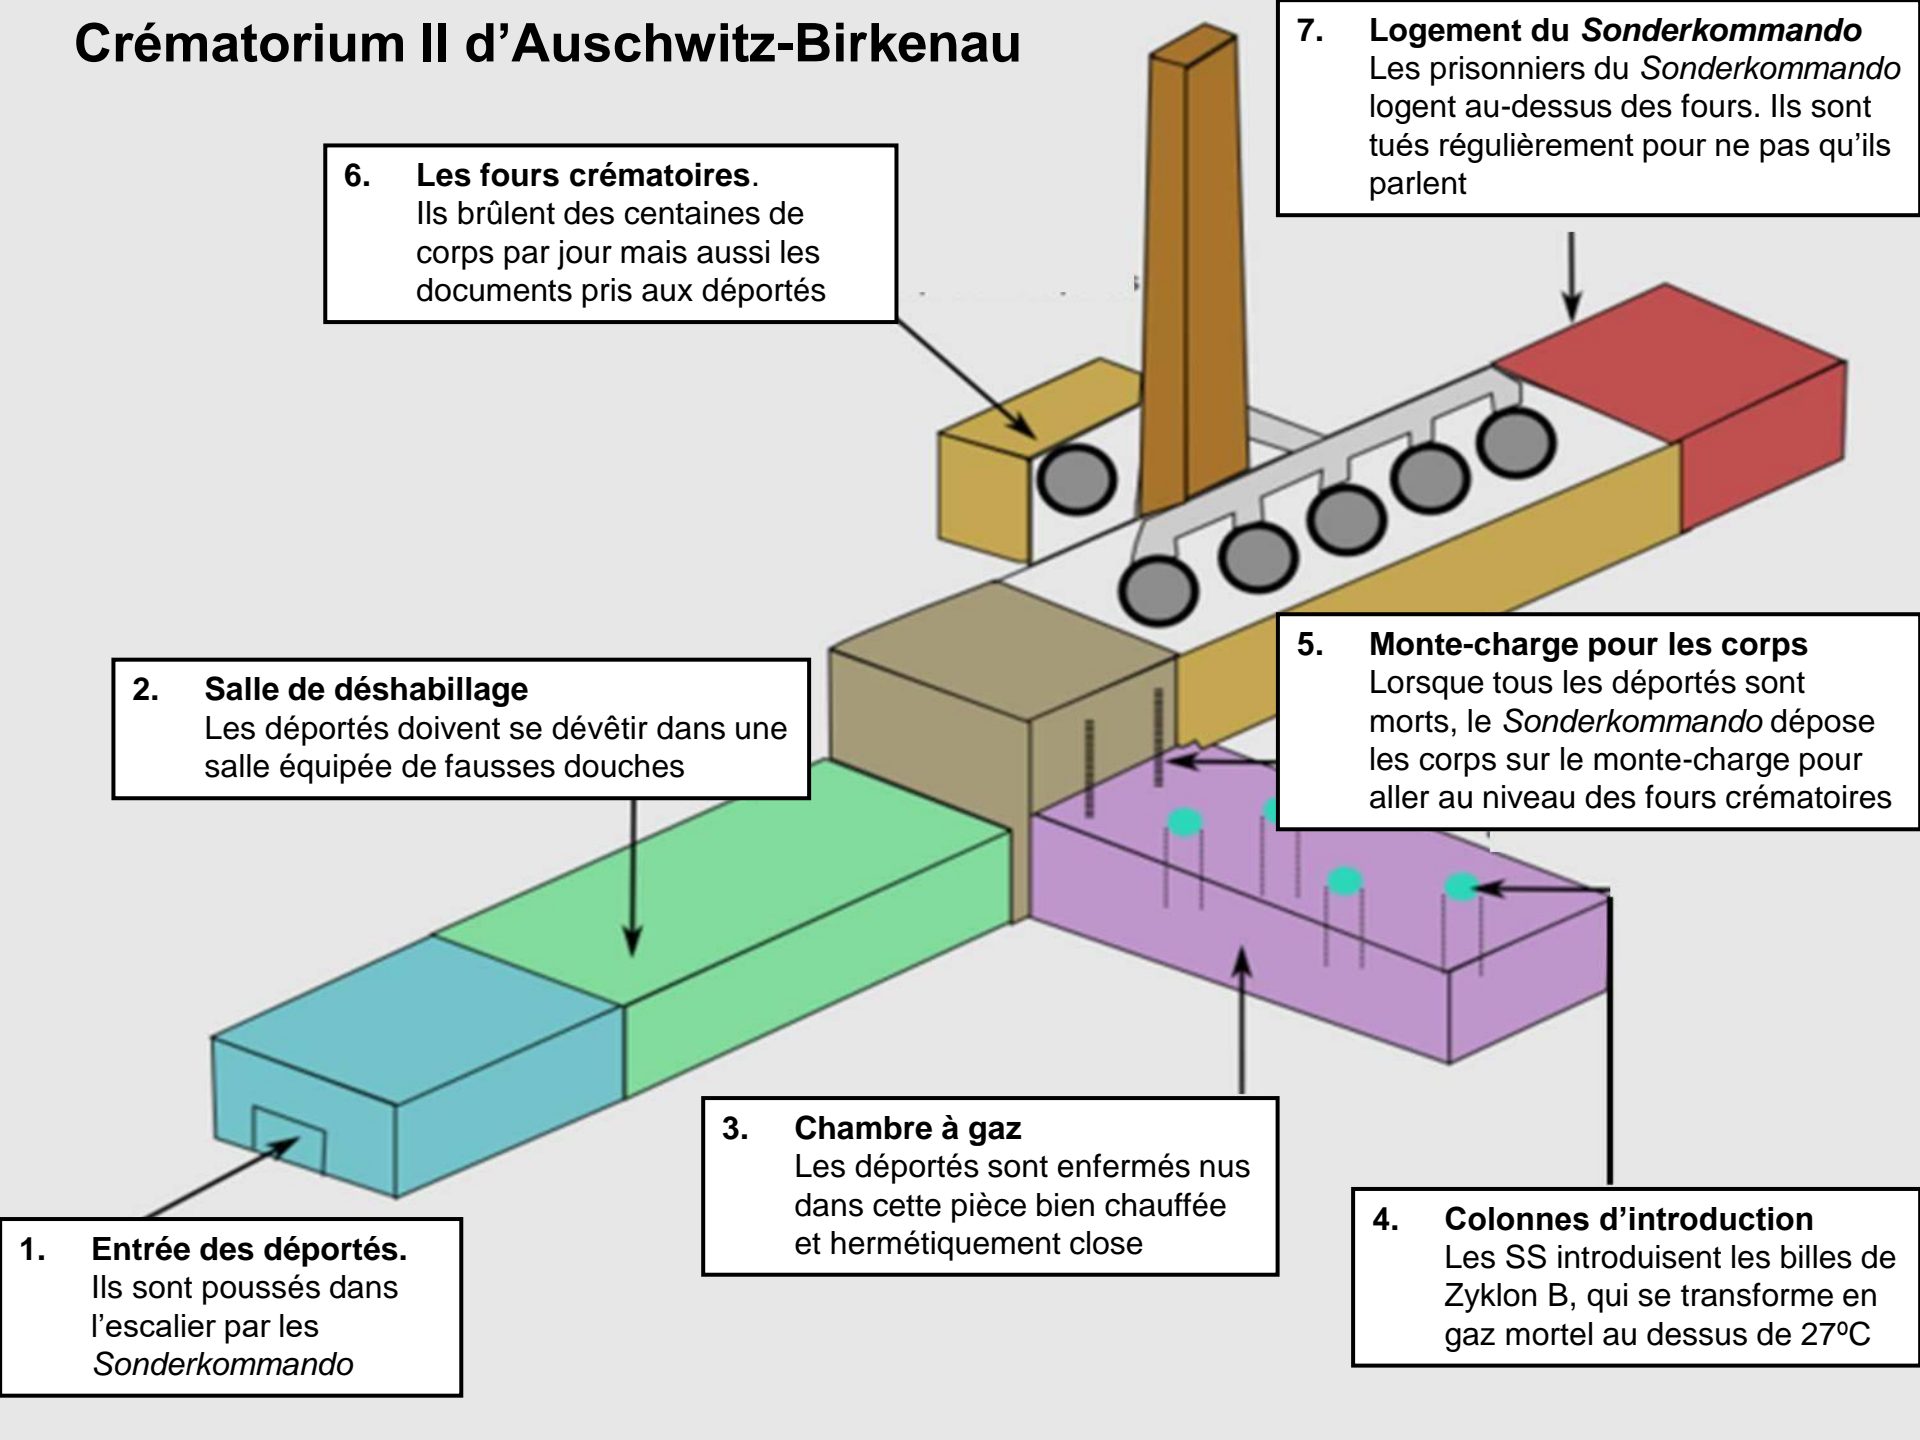 Crématorium II d’Auschwitz-Birkenau
1. Entrée des déportés.
Ils sont poussés dans
l’escalier par les
Sonderkommando
2. Salle de déshabillage
Les déportés doivent se dévêtir dans une
salle équipée de fausses douches
3. Chambre à gaz
Les déportés sont enfermés nus
dans cette pièce bien chauffée
et hermétiquement close
4. Colonnes d’introduction
Les SS introduisent les billes de
Zyklon B, qui se transforme en
gaz mortel au dessus de 27ºC
5. Monte-charge pour les corps
Lorsque tous les déportés sont
morts, le Sonderkommando dépose
les corps sur le monte-charge pour
aller au niveau des fours crématoires
6. Les fours crématoires.
Ils brûlent des centaines de
corps par jour mais aussi les
documents pris aux déportés
7. Logement du Sonderkommando
Les prisonniers du Sonderkommando
logent au-dessus des fours. Ils sont
tués régulièrement pour ne pas qu’ils
parlent